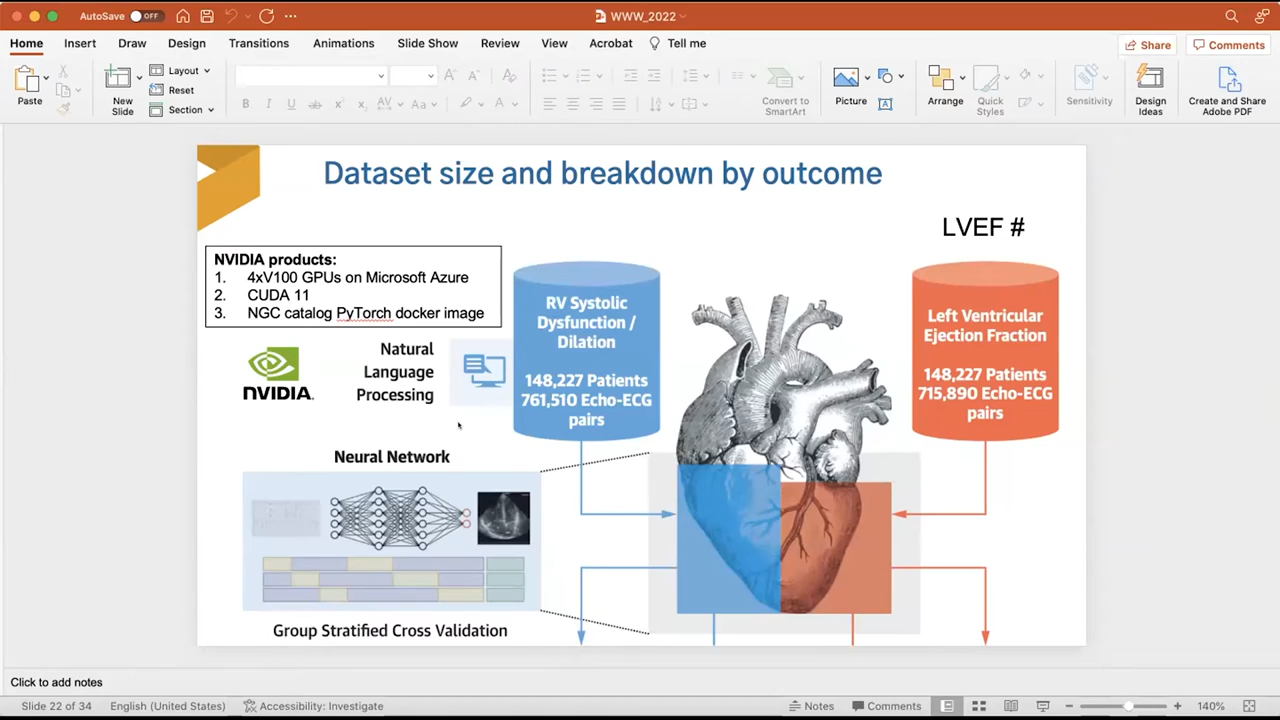 AutoSave OFF
WWW_2022
Home Insert Draw Design Transitions Animations Slide Show Review View Acrobat Tell me
Share Comments
Paste
New
Slide
Layout
Reset
Section
Convert to
SmartArt
Picture
Arrange
Quick
Styles
Sensitivity
Design
Ideas
Create and Share
Adobe PDF
Dataset size and breakdown by outcome
LVEF #
NVIDIA products:
1. 4xV100 GPUs on Microsoft Azure
2. CUDA 11
3. NGC catalog PyTorch docker image
NVIDIA.
Natural
Language
Processing
RV Systolic
Dysfunction /
Dilation
148,227 Patients
761,510 Echo-ECG
pairs
Left Ventricular
Ejection Fraction
148,227 Patients
715,890 Echo-ECG
pairs
Neural Network
Group Stratified Cross Validation
Click to add notes
Slide 22 of 34 English (United States) Accessibility: Investigate
Notes Comments 140%